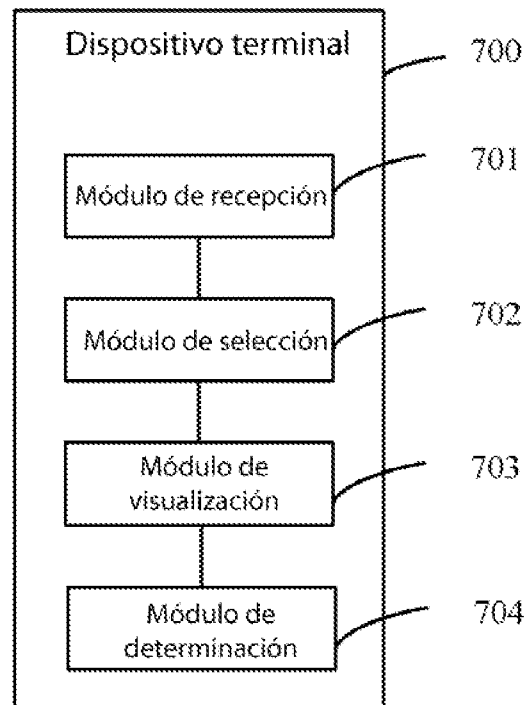 Dispositivo terminal
700
Módulo de recepción
701
Módulo de selección
702
Módulo de
visualización
703
Módulo de
determinación
704